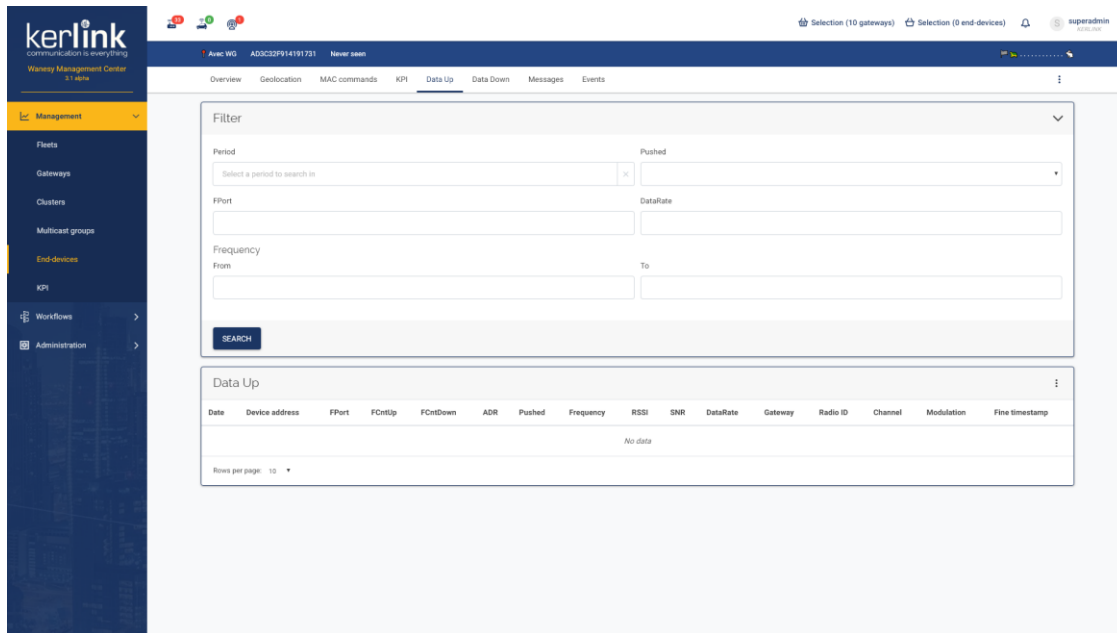 kerlink
communication is everything
Wanesy Management Center
3.1 alpha
33 0 1
Selection (10 gateways) Selection (0 end-devices) S superadmin
KERLINK
Avec WG AD3C32F914191731 Never seen
Overview Geolocation MAC commands KPI Data Up Data Down Messages Events
Management
Fleets
Gateways
Clusters
Multicast groups
End-devices
KPI
Workflows
Administration
Filter
Period Pushed
Select a period to search in
FPort DataRate
Frequency
From To
SEARCH
Data Up
Date Device address FPort FCntUp FCntDown ADR Pushed Frequency RSSI SNR DataRate Gateway Radio ID Channel Modulation Fine timestamp
No data
Rows per page: 10